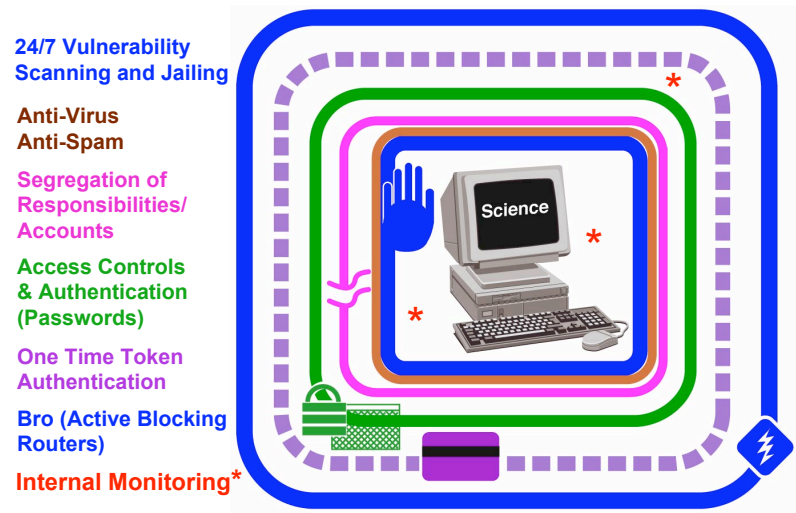 24/7 Vulnerability
Scanning and Jailing
Anti-Virus
Anti-Spam
Segregation of
Responsibilities/
Accounts
Access Controls
& Authentication
(Passwords)
One Time Token
Authentication
Bro (Active Blocking
Routers)
Internal Monitoring*
Science
*
*
*